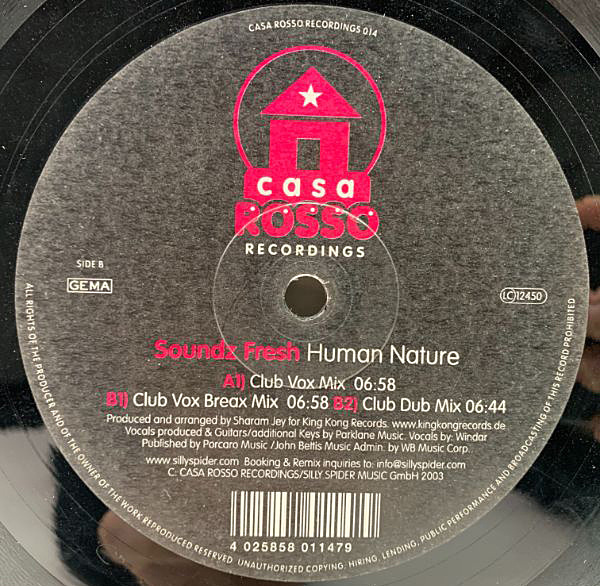 CASA ROSSO RECORDINGS 014
casa
ROSSO
RECORDINGS
SIDE B
GEMA
LC 12450
Soundz Fresh Human Nature
A1) Club Vox Mix 06:58
B1) Club Vox Breax Mix 06:58 B2) Club Dub Mix 06:44
Produced and arranged by Sharam Jey for King Kong Records. www.kingkongrecords.de
Vocals produced & Guitars/additional Keys by Parklane Music. Vocals by: Windar
Published by Porcaro Music /John Bettis Music Admin. by WB Music Corp.
www.sillyspider.com Booking & Remix inquiries to: info@sillyspider.com
C: CASA ROSSO RECORDINGS/SILLY SPIDER MUSIC GmbH 2003
4 025858 011479
ALL RIGHTS OF THE PRODUCER AND OF THE OWNER OF THE WORK REPRODUCED RESERVED. UNAUTHORIZED COPYING, HIRING, LENDING, PUBLIC PERFORMANCE AND BROADCASTING OF THIS RECORD PROHIBITED